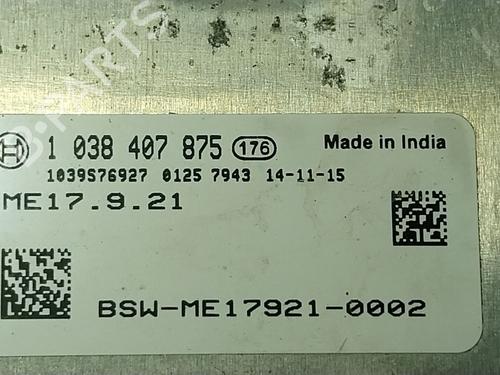 B-PARTS
1 038 407 875 176 Made in India
1039S76927 0125 7943 14-11-15
ME17.9.21
BSW-ME17921-0002